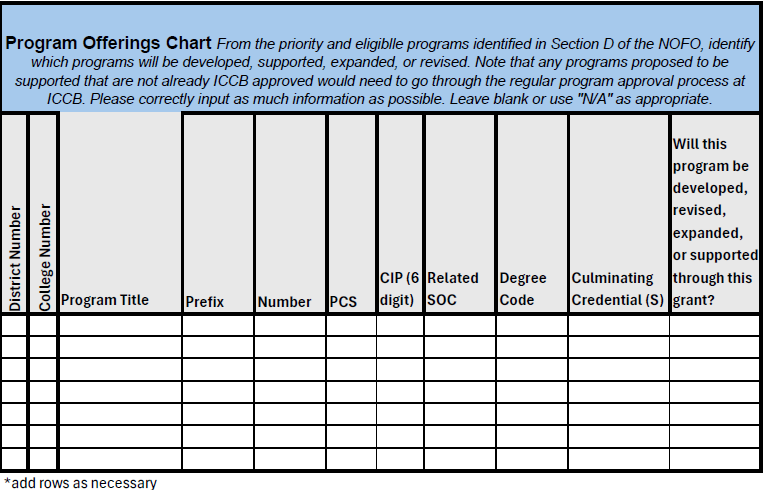 Program Offerings Chart From the priority and eligiblle programs identified in Section D of the NOFO, identify
which programs will be developed, supported, expanded, or revised. Note that any programs proposed to be
supported that are not already ICCB approved would need to go through the regular program approval process at
ICCB. Please correctly input as much information as possible. Leave blank or use "N/A" as appropriate.
District Number
College Number
Program Title
Prefix
Number
PCS
CIP (6
digit)
Related
SOC
Degree
Code
Culminating
Credential (S)
Will this
program be
developed,
revised,
expanded,
or supported
through this
grant?
*add rows as necessary